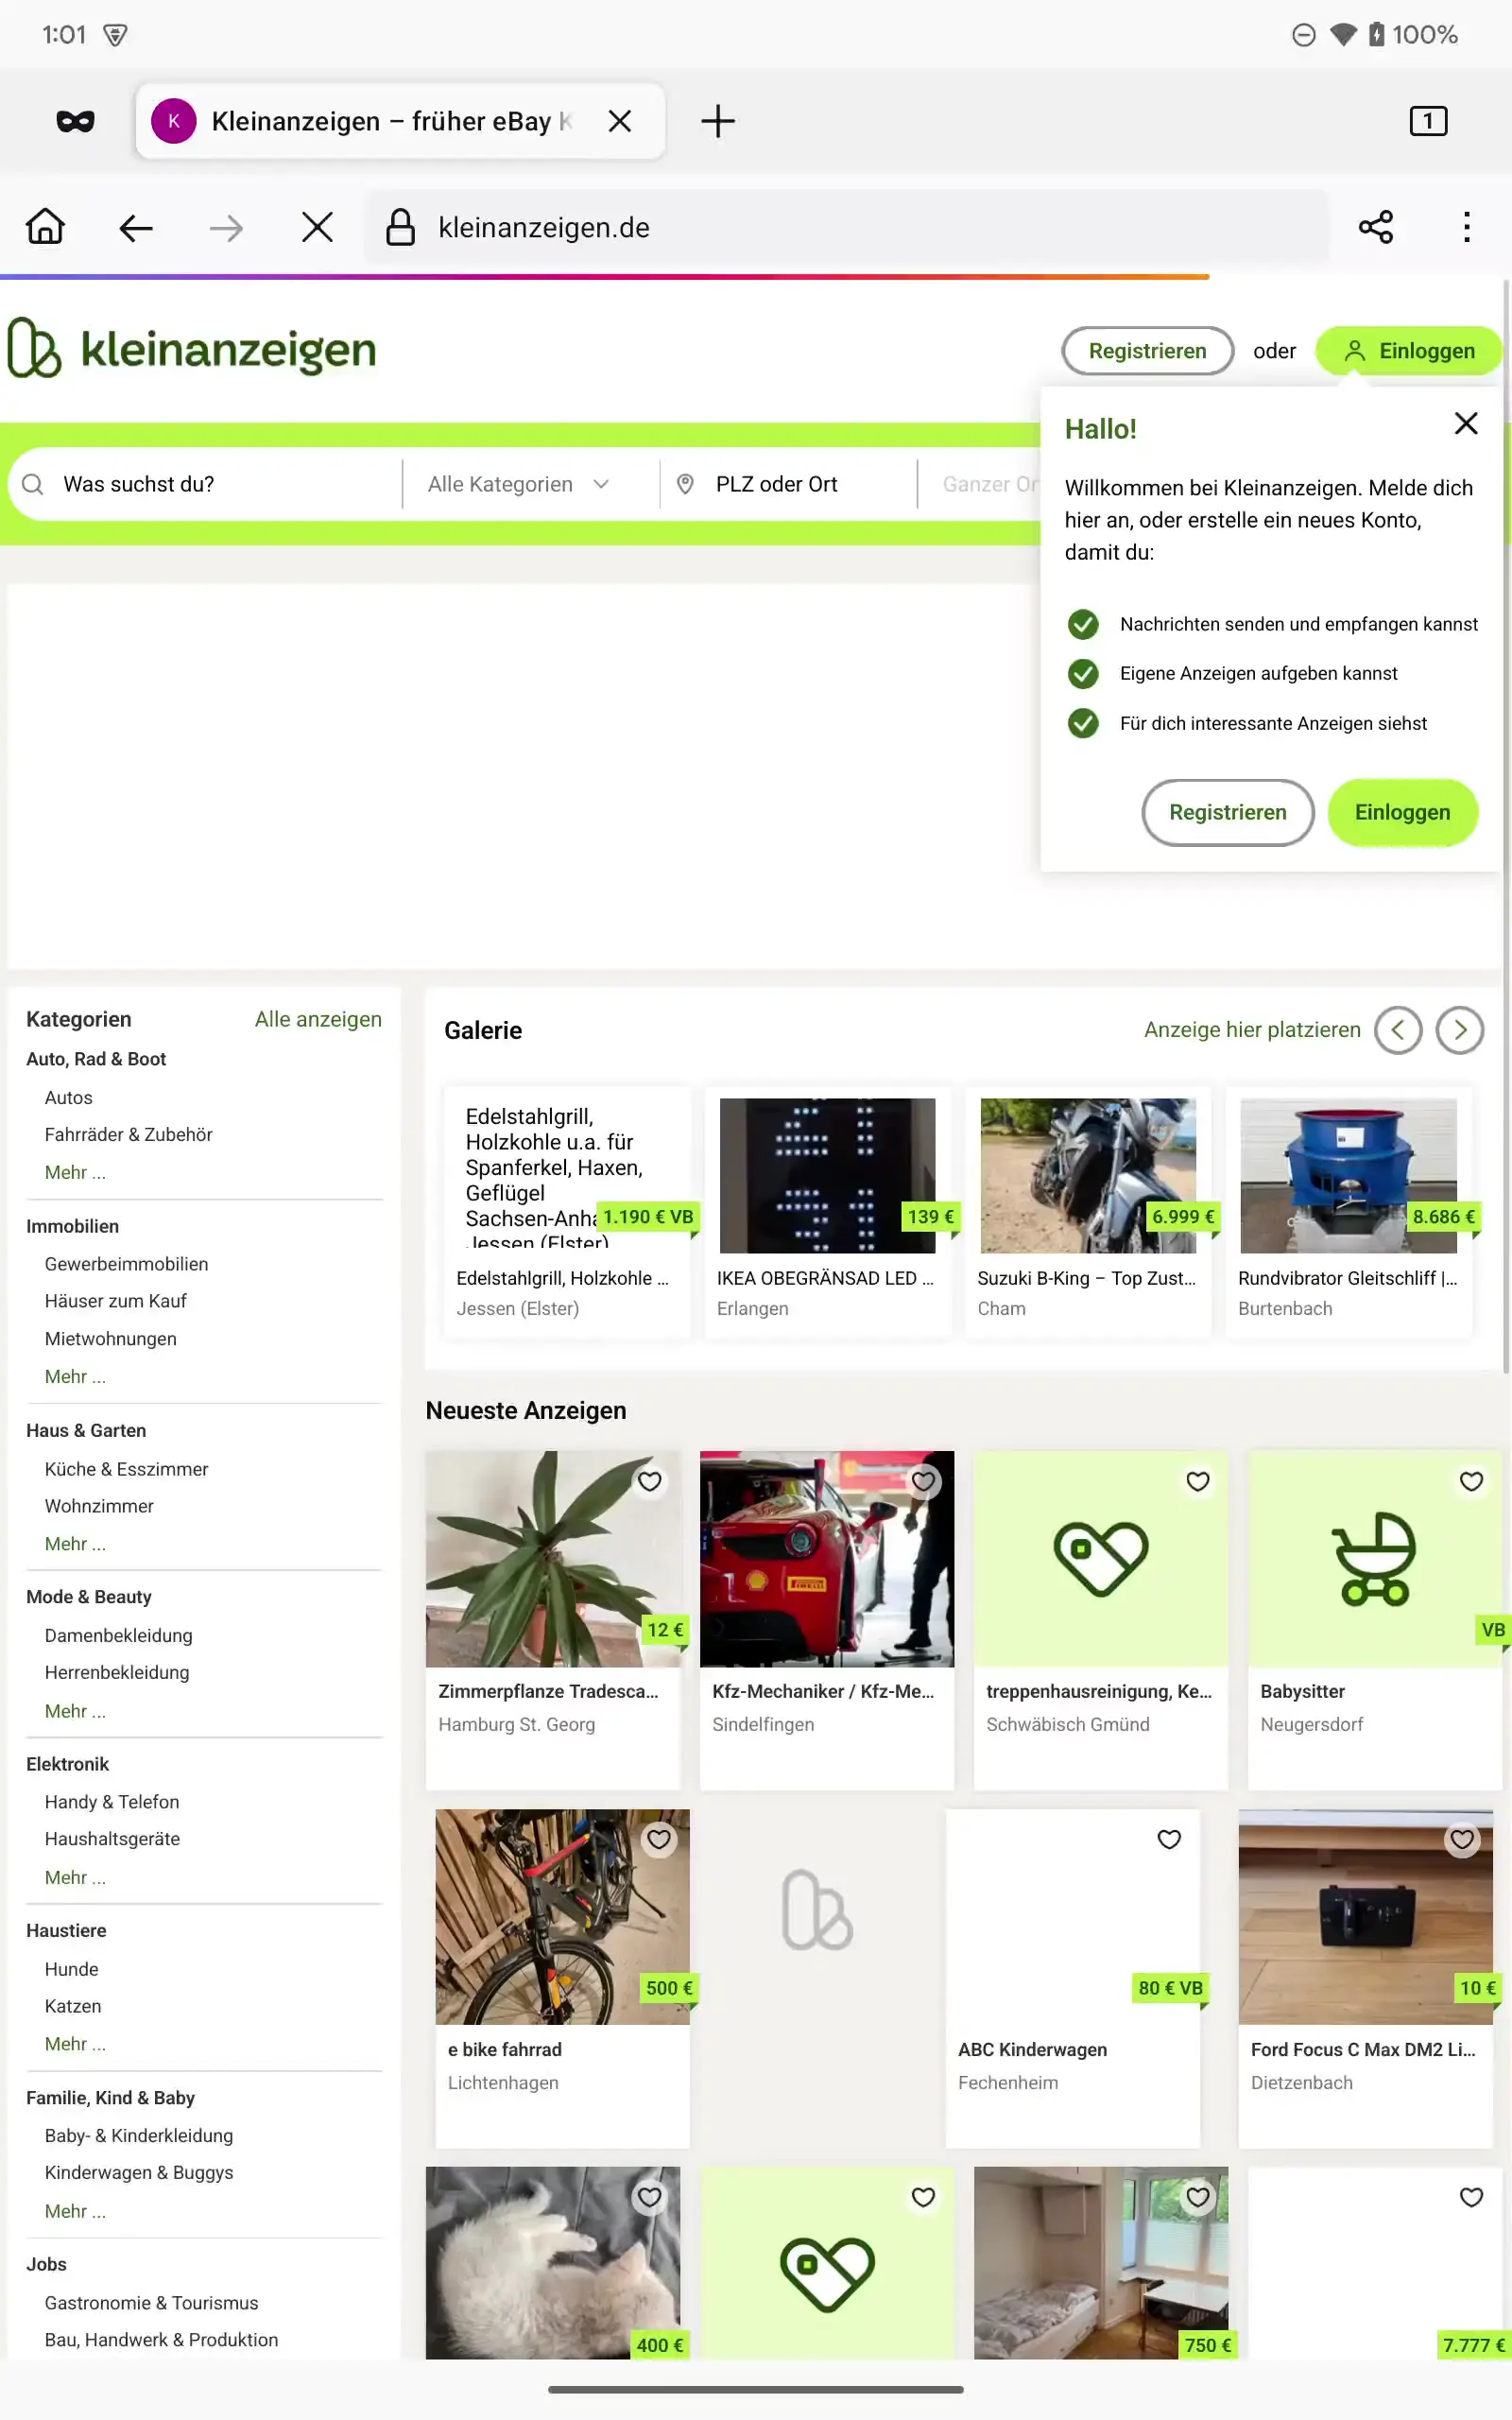 1:01
100%
K
Kleinanzeigen – früher eBay K
1
kleinanzeigen.de
kleinanzeigen
Registrieren oder Einloggen
Was suchst du?
Alle Kategorien
PLZ oder Ort
Ganzer Or
Hallo!
Willkommen bei Kleinanzeigen. Melde dich
hier an, oder erstelle ein neues Konto,
damit du:
Nachrichten senden und empfangen kannst
Eigene Anzeigen aufgeben kannst
Für dich interessante Anzeigen siehst
Registrieren
Einloggen
Kategorien
Alle anzeigen
Auto, Rad & Boot
Autos
Fahrräder & Zubehör
Mehr ...
Immobilien
Gewerbeimmobilien
Häuser zum Kauf
Mietwohnungen
Mehr ...
Haus & Garten
Küche & Esszimmer
Wohnzimmer
Mehr ...
Mode & Beauty
Damenbekleidung
Herrenbekleidung
Mehr ...
Elektronik
Handy & Telefon
Haushaltsgeräte
Mehr ...
Haustiere
Hunde
Katzen
Mehr ...
Familie, Kind & Baby
Baby- & Kinderkleidung
Kinderwagen & Buggys
Mehr ...
Jobs
Gastronomie & Tourismus
Bau, Handwerk & Produktion
Galerie
Anzeige hier platzieren
Edelstahlgrill,
Holzkohle u.a. für
Spanferkel, Haxen,
Geflügel
Sachsen-Anha
Jessen (Elster)
1.190 € VB
Edelstahlgrill, Holzkohle ...
Jessen (Elster)
139 €
IKEA OBEGRÄNSAD LED ...
Erlangen
6.999 €
Suzuki B-King – Top Zust...
Cham
8.686 €
Rundvibrator Gleitschliff |...
Burtenbach
Neueste Anzeigen
12 €
Zimmerpflanze Tradesca...
Hamburg St. Georg
PIRELLI
Kfz-Mechaniker / Kfz-Me...
Sindelfingen
treppenhausreinigung, Ke...
Schwäbisch Gmünd
VB
Babysitter
Neugersdorf
500 €
e bike fahrrad
Lichtenhagen
80 € VB
ABC Kinderwagen
Fechenheim
10 €
Ford Focus C Max DM2 Li...
Dietzenbach
400 €
750 €
7.777 €